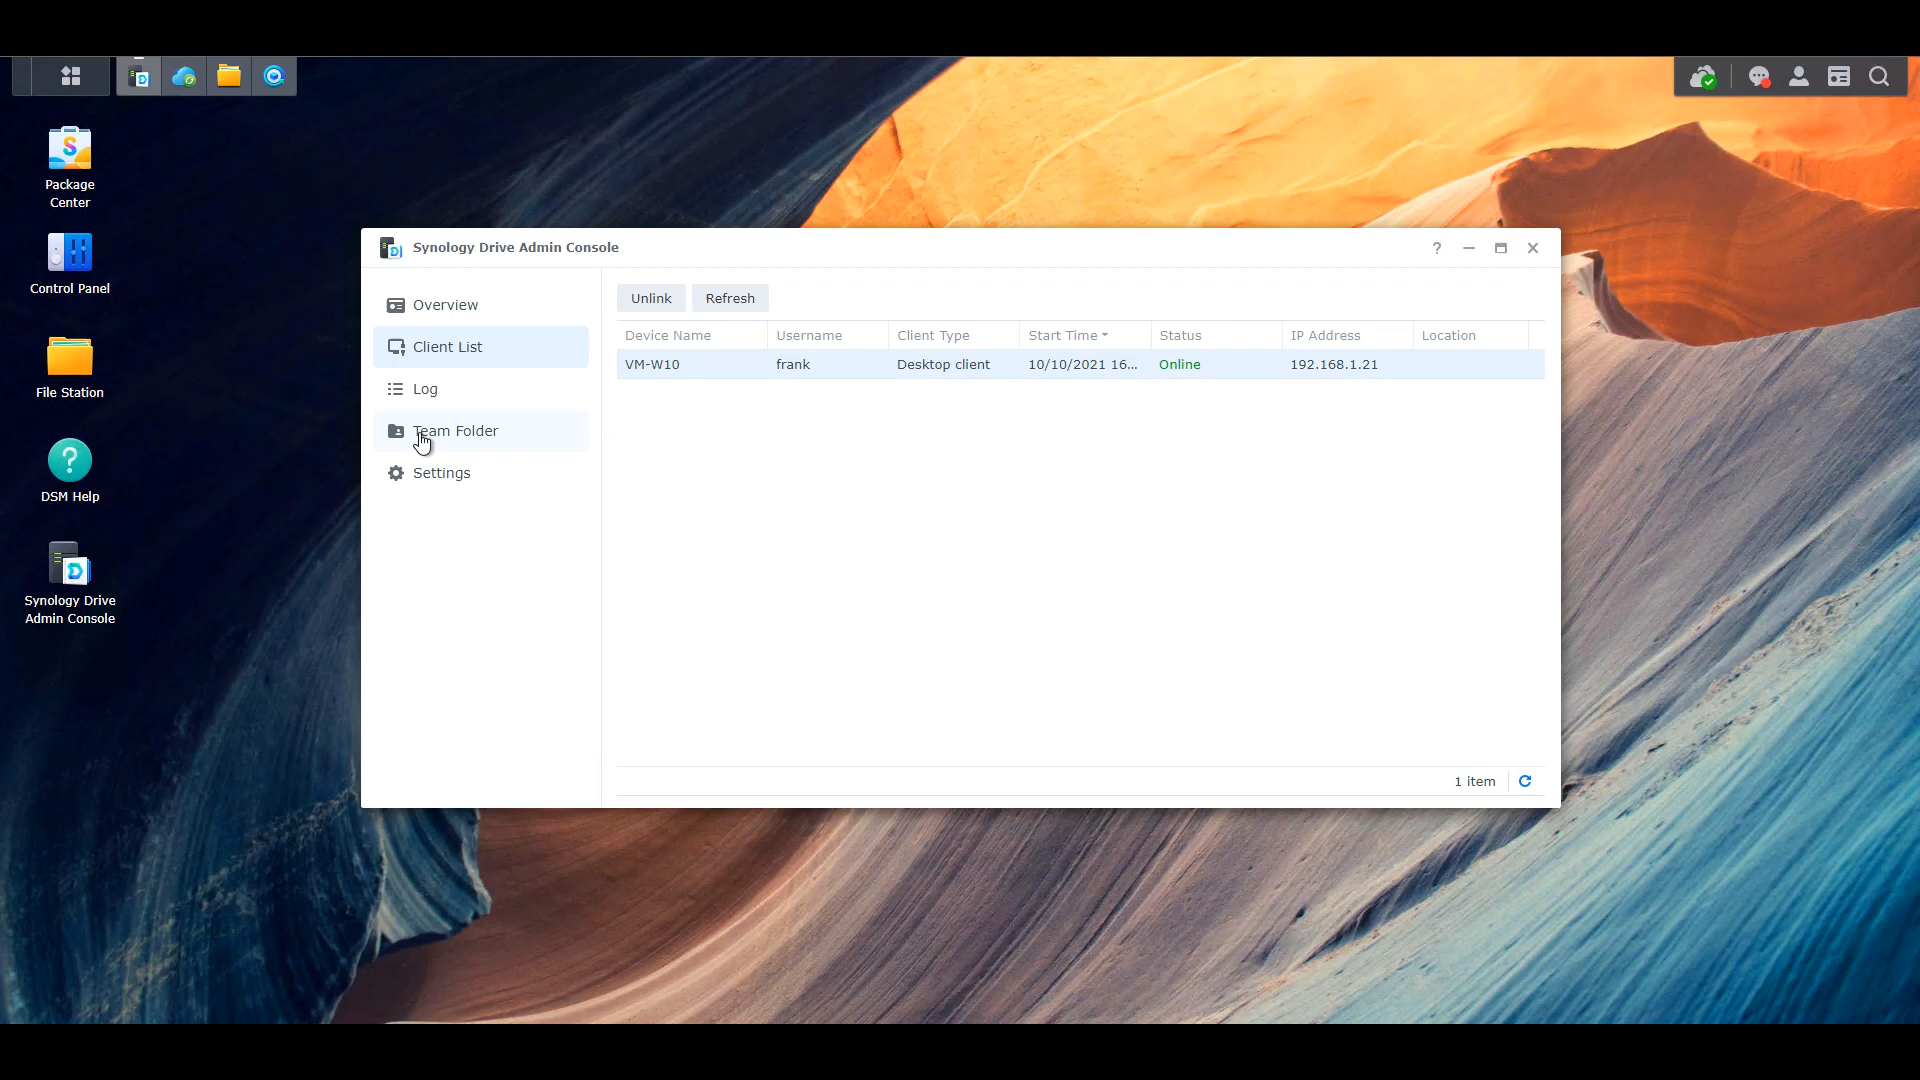 Package
Center
Control Panel
File Station
?
DSM Help
Synology Drive
Admin Console
Synology Drive Admin Console
?
Overview
Client List
Log
Team Folder
Settings
Unlink Refresh
Device Name Username Client Type Start Time Status IP Address Location
VM-W10 frank Desktop client 10/10/2021 16... Online 192.168.1.21
1 item